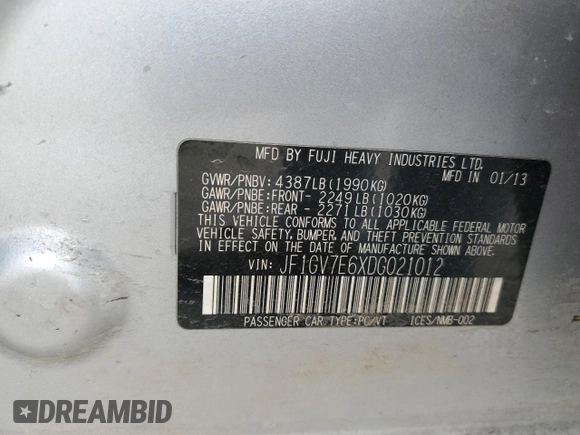 MFD BY FUJI HEAVY INDUSTRIES LTD.
GVWR/PNBV: 4387LB(1990KG) MFD IN 01/13
GAWR/PNBE:FRONT- 2249LB(1020KG)
GAWR/PNBE:REAR - 2271LB(1030KG)
THIS VEHICLE CONFORMS TO ALL APPLICABLE FEDERAL MOTOR
VEHICLE SAFETY, BUMPER, AND THEFT PREVENTION STANDARDS
IN EFFECT ON THE DATE OF MANUFACTURE SHOWN ABOVE.
VIN: JF1GV7E6XDG021012
PASSENGER CAR TYPE:PC/VT ICES/NMB-002
DREAMBID